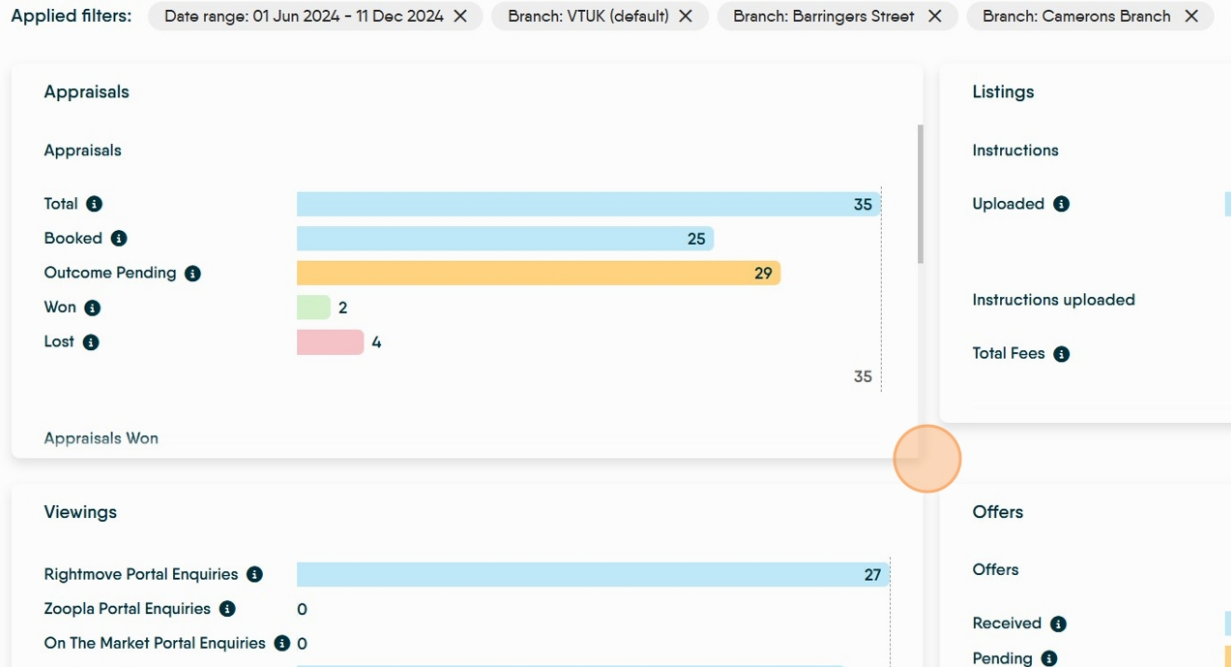 Applied filters: Date range: 01 Jun 2024 - 11 Dec 2024 X Branch: VTUK (default) X Branch: Barringers Street X Branch: Camerons Branch X
Appraisals
Appraisals
Total 35
Booked 25
Outcome Pending 29
Won 2
Lost 4
35
Appraisals Won
Listings
Instructions
Uploaded
Instructions uploaded
Total Fees
Viewings
Rightmove Portal Enquiries 27
Zoopla Portal Enquiries 0
On The Market Portal Enquiries 0
Offers
Offers
Received
Pending